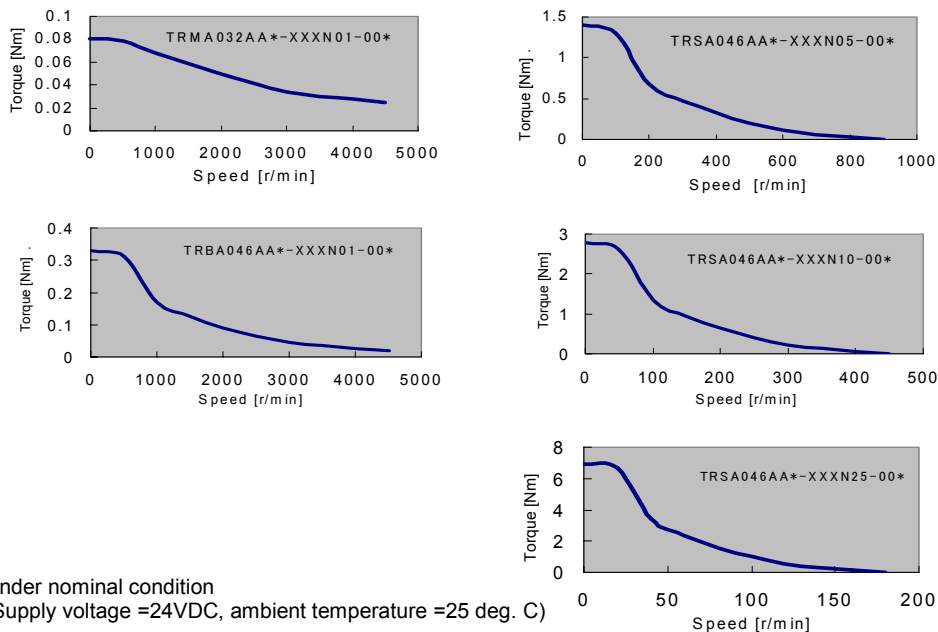 0.1
0.08
0.06
0.04
0.02
0
Torque [Nm]
TRMA032AA*-XXXN01-00*
0 1000 2000 3000 4000 5000
Speed [r/min]
1.5
1
0.5
0
Torque [Nm] .
TRSA046AA*-XXXN05-00*
0 200 400 600 800 1000
Speed [r/min]
0.4
0.3
0.2
0.1
0
Torque [Nm] .
TRBA046AA*-XXXN01-00*
0 1000 2000 3000 4000 5000
Speed [r/min]
3
2
1
0
Torque [Nm]
TRSA046AA*-XXXN10-00*
0 100 200 300 400 500
Speed [r/min]
8
6
4
2
0
Torque [Nm]
TRSA046AA*-XXXN25-00*
0 50 100 150 200
Speed [r/min]
nder nominal condition
Supply voltage =24VDC, ambient temperature =25 deg. C)